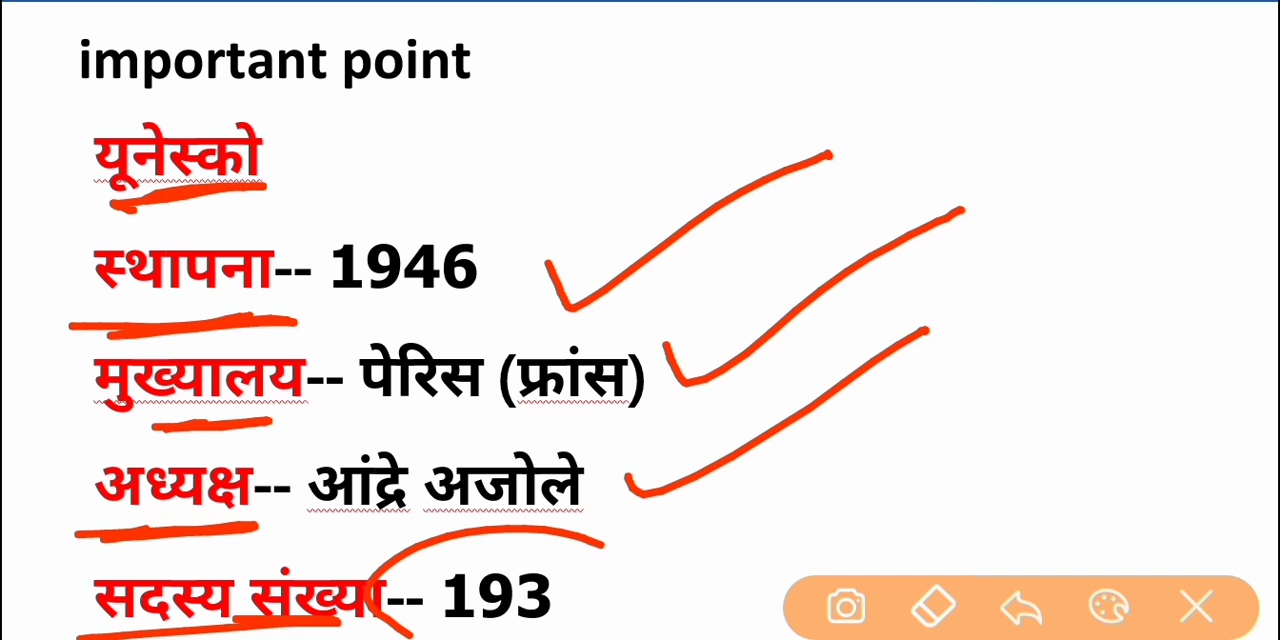 important point
यूनेस्को
स्थापना-- 1946
मुख्यालय-- पेरिस (फ्रांस)
अध्यक्ष-- आंद्रे अजोले
सदस्य संख्या-- 193